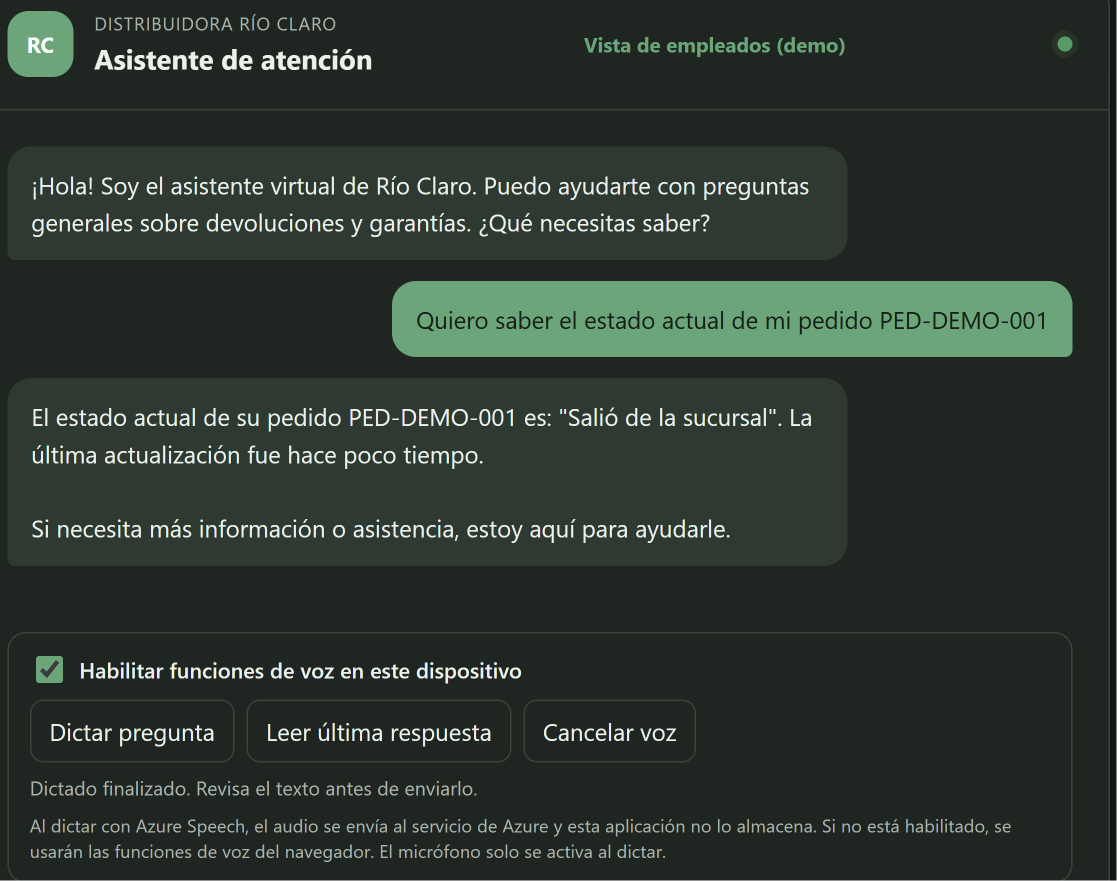 RC
DISTRIBUIDORA RÍO CLARO
Asistente de atención
Vista de empleados (demo)
¡Hola! Soy el asistente virtual de Río Claro. Puedo ayudarte con preguntas
generales sobre devoluciones y garantías. ¿Qué necesitas saber?
Quiero saber el estado actual de mi pedido PED-DEMO-001
El estado actual de su pedido PED-DEMO-001 es: "Salió de la sucursal". La
última actualización fue hace poco tiempo.
Si necesita más información o asistencia, estoy aquí para ayudarle.
Habilitar funciones de voz en este dispositivo
Dictar pregunta
Leer última respuesta
Cancelar voz
Dictado finalizado. Revisa el texto antes de enviarlo.
Al dictar con Azure Speech, el audio se envía al servicio de Azure y esta aplicación no lo almacena. Si no está habilitado, se
usarán las funciones de voz del navegador. El micrófono solo se activa al dictar.